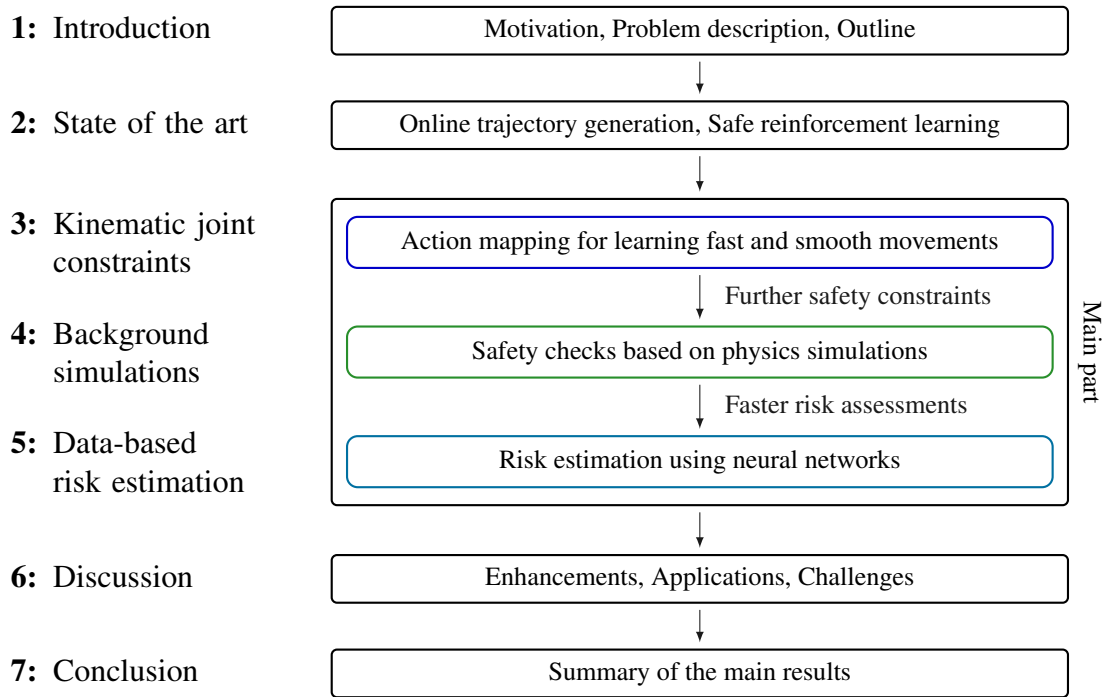 1: Introduction
Motivation, Problem description, Outline
2: State of the art
Online trajectory generation, Safe reinforcement learning
3: Kinematic joint
constraints
Action mapping for learning fast and smooth movements
Further safety constraints
4: Background
simulations
Safety checks based on physics simulations
Faster risk assessments
5: Data-based
risk estimation
Risk estimation using neural networks
Main part
6: Discussion
Enhancements, Applications, Challenges
7: Conclusion
Summary of the main results